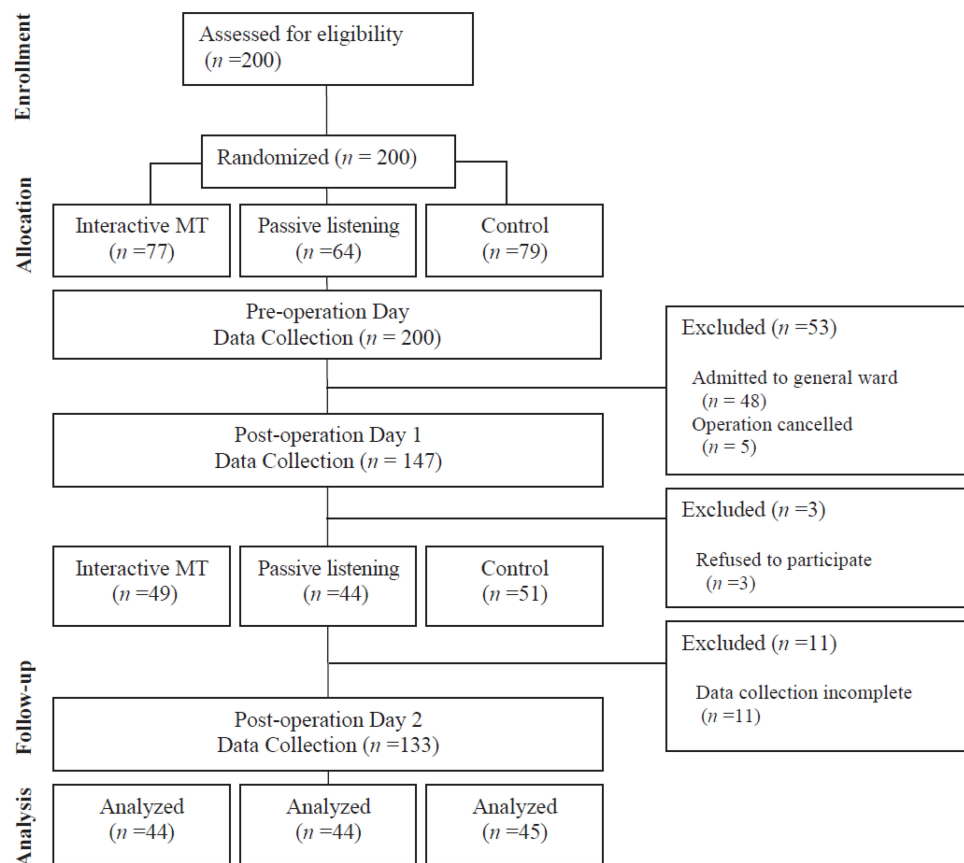 Enrollment
Assessed for eligibility
(n =200)
Randomized (n = 200)
Allocation
Interactive MT
(n =77)
Passive listening
(n =64)
Control
(n =79)
Pre-operation Day
Data Collection (n = 200)
Excluded (n =53)
Admitted to general ward
(n = 48)
Operation cancelled
(n = 5)
Post-operation Day 1
Data Collection (n = 147)
Excluded (n =3)
Refused to participate
(n =3)
Interactive MT
(n =49)
Passive listening
(n =44)
Control
(n =51)
Excluded (n =11)
Data collection incomplete
(n =11)
Follow-up
Post-operation Day 2
Data Collection (n =133)
Analysis
Analyzed
(n =44)
Analyzed
(n =44)
Analyzed
(n =45)